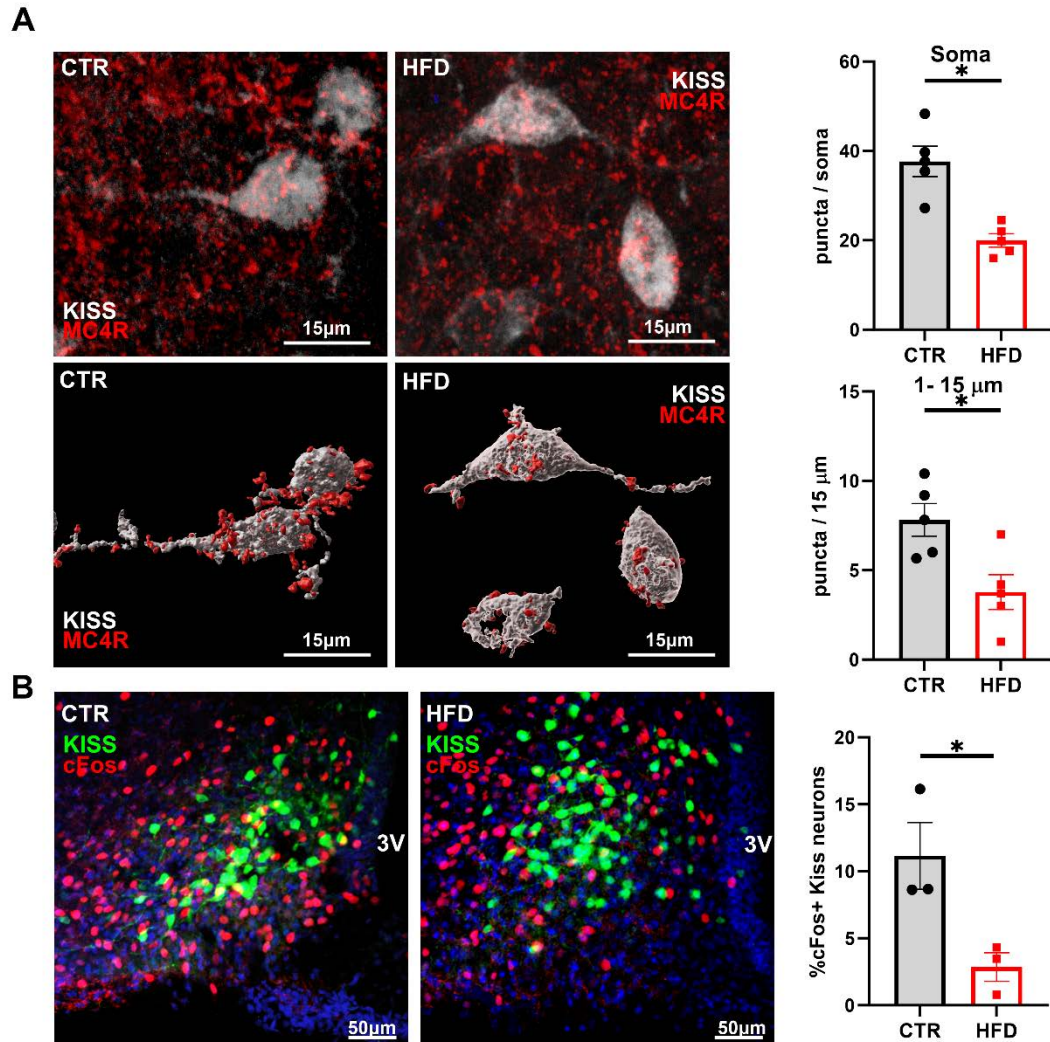 A
CTR
KISS
MC4R
15µm
HFD
KISS
MC4R
15µm
Soma
*
puncta / soma
60
40
20
0
CTR
HFD
CTR
KISS
MC4R
15µm
HFD
KISS
MC4R
15µm
1- 15 µm
*
puncta / 15 µm
15
10
5
0
CTR
HFD
B
CTR
KISS
cFos
3V
50µm
HFD
KISS
cFos
3V
50µm
*
%cFos+ Kiss neurons
20
15
10
5
0
CTR
HFD